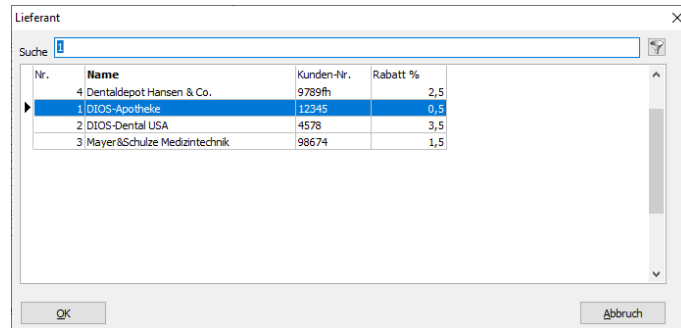 Lieferant
Suche 1
Nr. Name Kunden-Nr. Rabatt %
4 Dentaldepot Hansen & Co. 9789fh 2,5
1 DIOS-Apotheke 12345 0,5
2 DIOS-Dental USA 4578 3,5
3 Mayer&Schulze Medizintechnik 98674 1,5
OK Abbruch